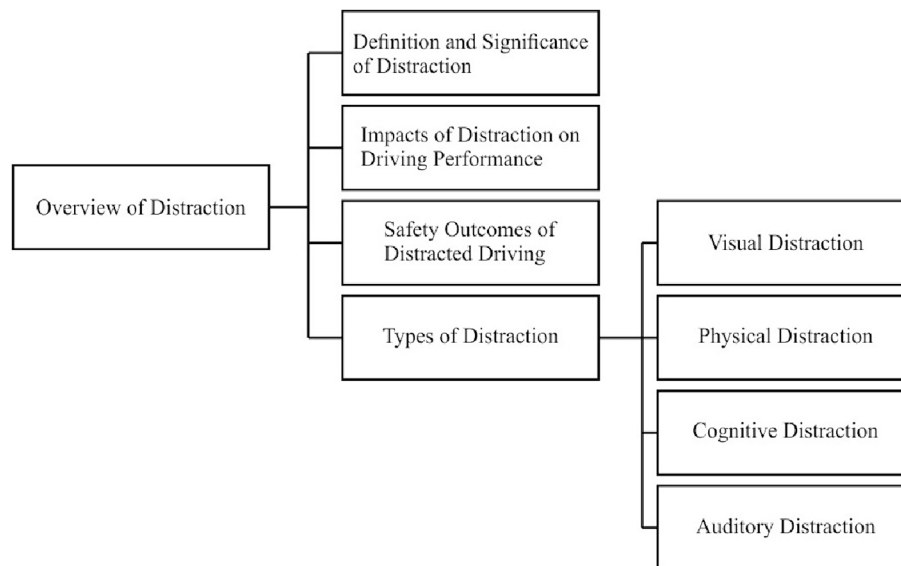 Overview of Distraction
Definition and Significance
of Distraction
Impacts of Distraction on
Driving Performance
Safety Outcomes of
Distracted Driving
Types of Distraction
Visual Distraction
Physical Distraction
Cognitive Distraction
Auditory Distraction